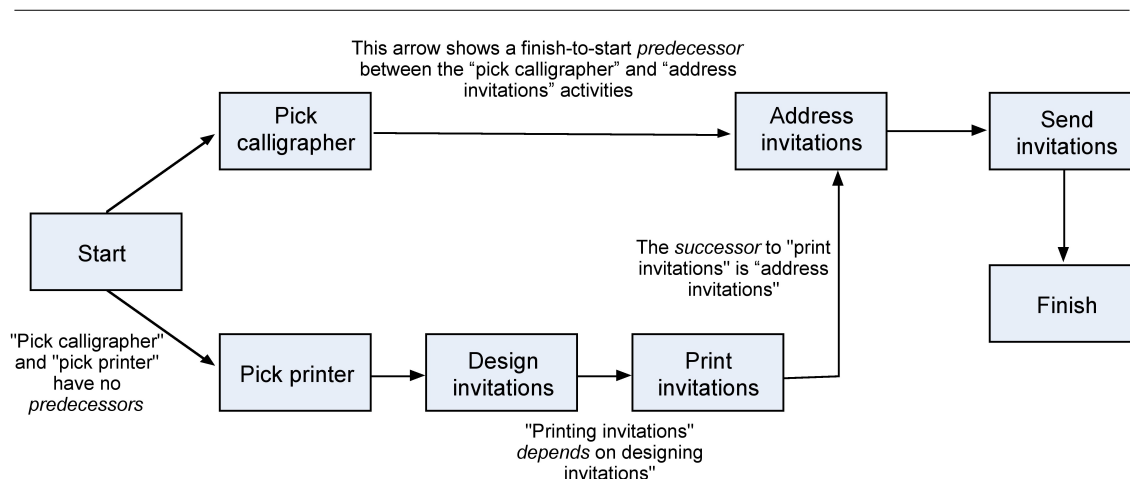 This arrow shows a finish-to-start predecessor
between the “pick calligrapher” and “address
invitations” activities
Pick
calligrapher
Address
invitations
Send
invitations
Start
The successor to "print
invitations" is “address
invitations"
Finish
"Pick calligrapher"
and "pick printer"
have no
predecessors
Pick printer
Design
invitations
Print
invitations
"Printing invitations"
depends on designing
invitations"